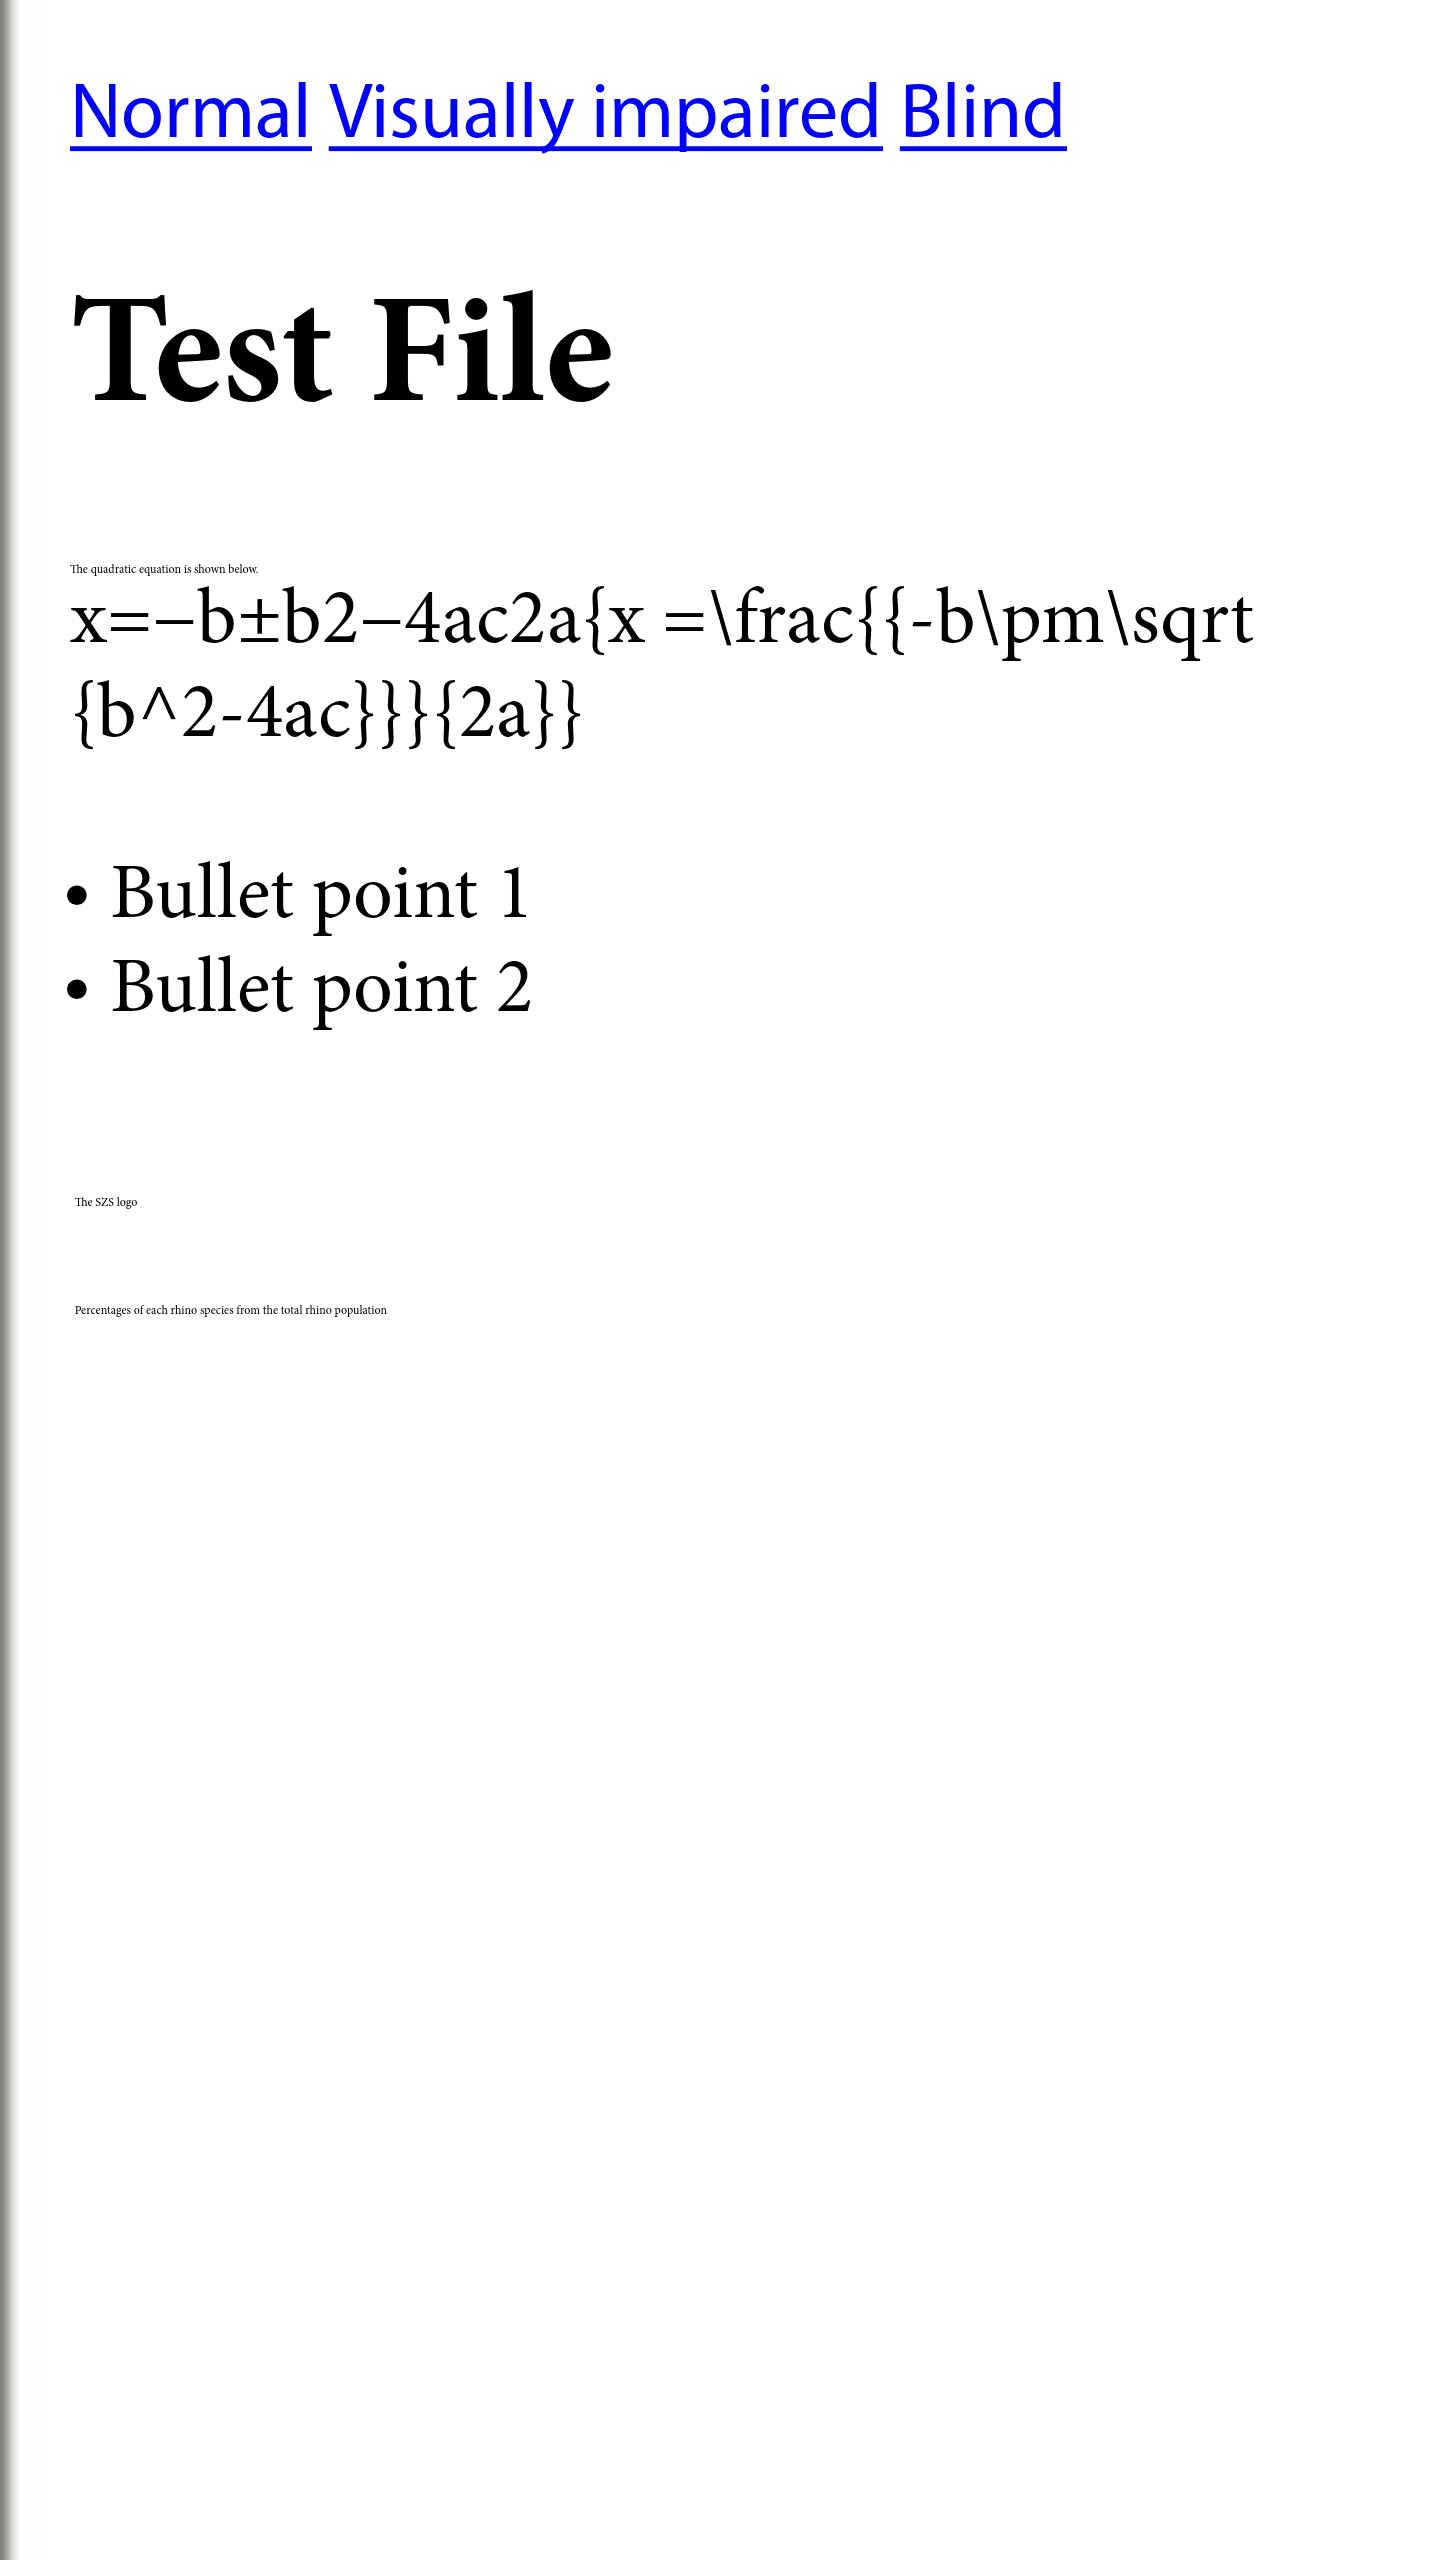 Normal Visually impaired Blind
Test File
The quadratic equation is shown below.
x=−b±b2−4ac2a{x =\frac{{-b\pm\sqrt
{b^2-4ac}}}{2a}}
• Bullet point 1
• Bullet point 2
The SZS logo
Percentages of each rhino species from the total rhino population